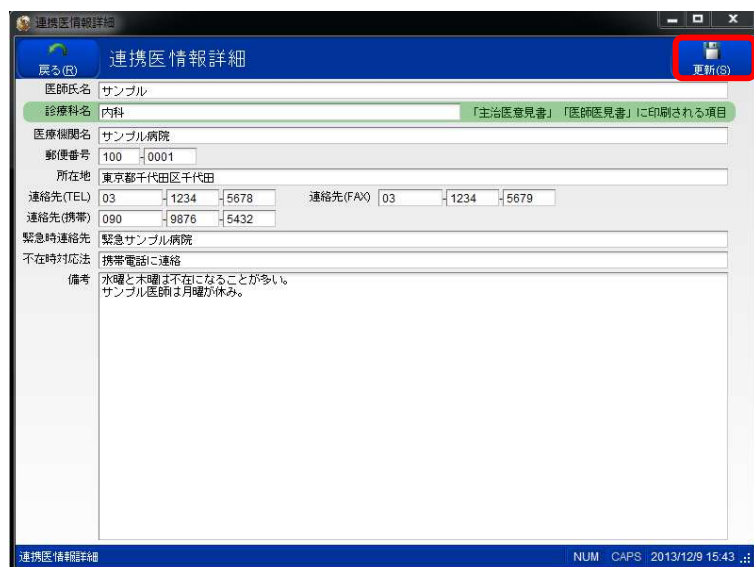 連携医情報詳細
戻る(R)
連携医情報詳細
更新(S)
医師氏名 サンプル
診療科名 内科 「主治医意見書」「医師医見書」に印刷される項目
医療機関名 サンプル病院
郵便番号 100 - 0001
所在地 東京都千代田区千代田
連絡先(TEL) 03 - 1234 - 5678 連絡先(FAX) 03 - 1234 - 5679
連絡先(携帯) 090 - 9876 - 5432
緊急時連絡先 緊急サンプル病院
不在時対応法 携帯電話に連絡
備考 水曜と木曜は不在になることが多い。
サンプル医師は月曜が休み。
連携医情報詳細 NUM CAPS 2013/12/9 15:43